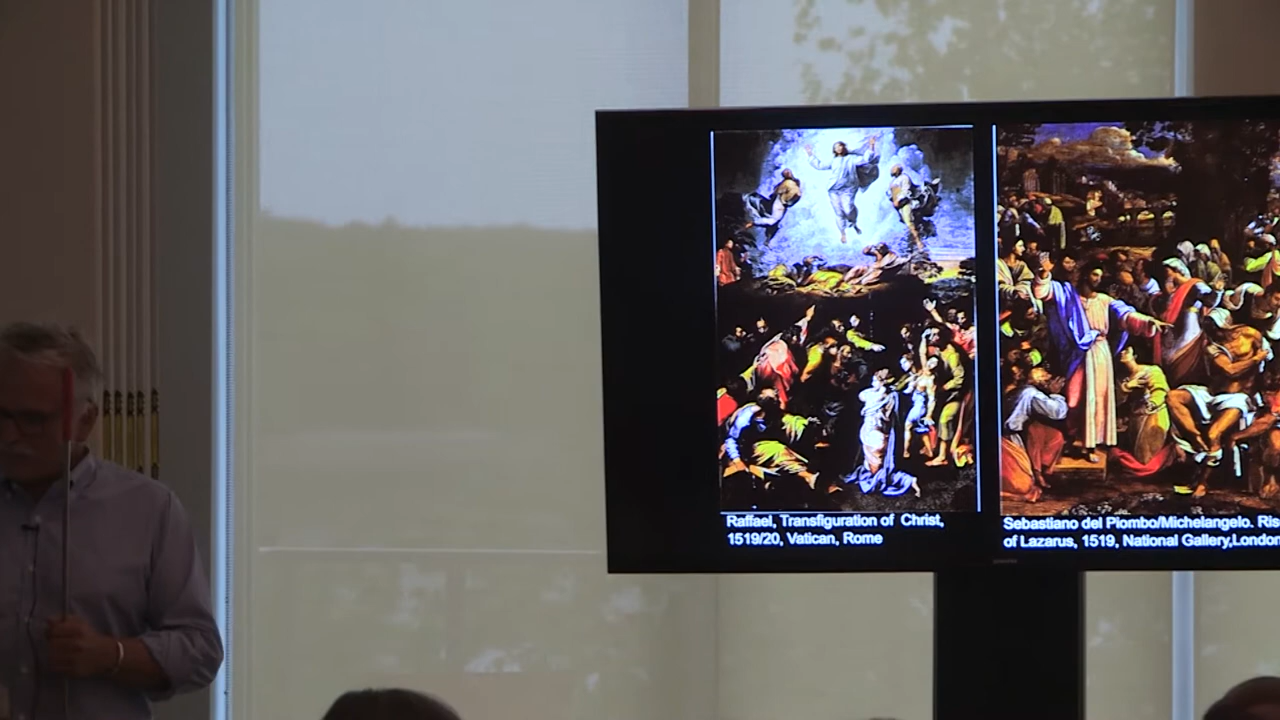 Raffael, Transfiguration of Christ,
1519/20, Vatican, Rome
Sebastiano del Piombo/Michelangelo. Ris
of Lazarus, 1519, National Gallery,London